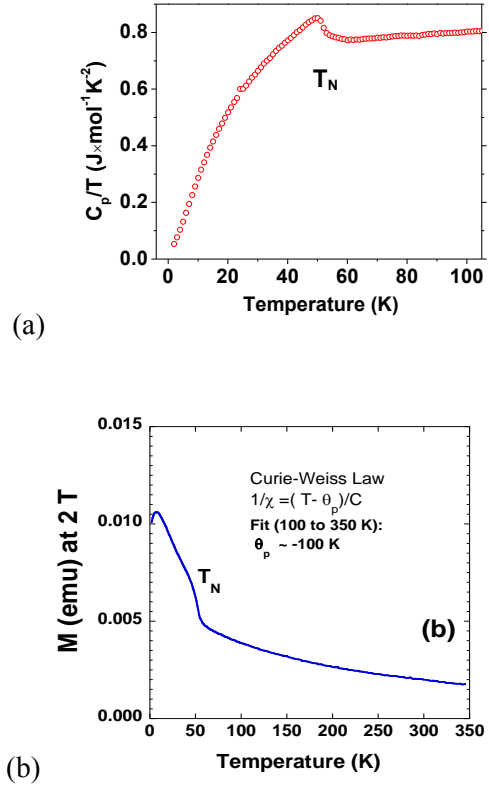 0.8
0.6
0.4
0.2
0.0
C_p/T (J×mol⁻¹K⁻²)
T_N
0 20 40 60 80 100
Temperature (K)
(a)
0.015
0.010
0.005
0.000
M (emu) at 2 T
Curie-Weiss Law
1/χ =( T- θ_p)/C
Fit (100 to 350 K):
θ_p ~ -100 K
T_N
(b)
0 50 100 150 200 250 300 350
Temperature (K)
(b)